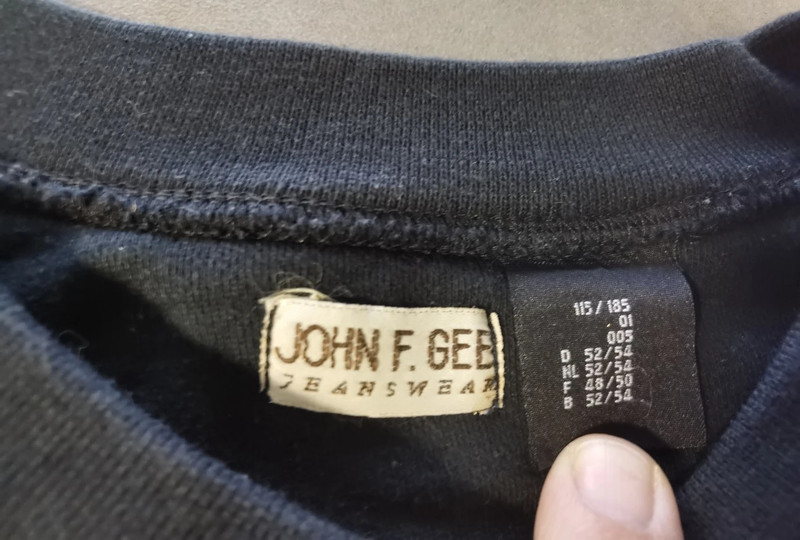 JOHN F. GEE
JEANSWEAR
115 / 185
01
005
D 52/54
NL 52/54
F 48/50
B 52/54